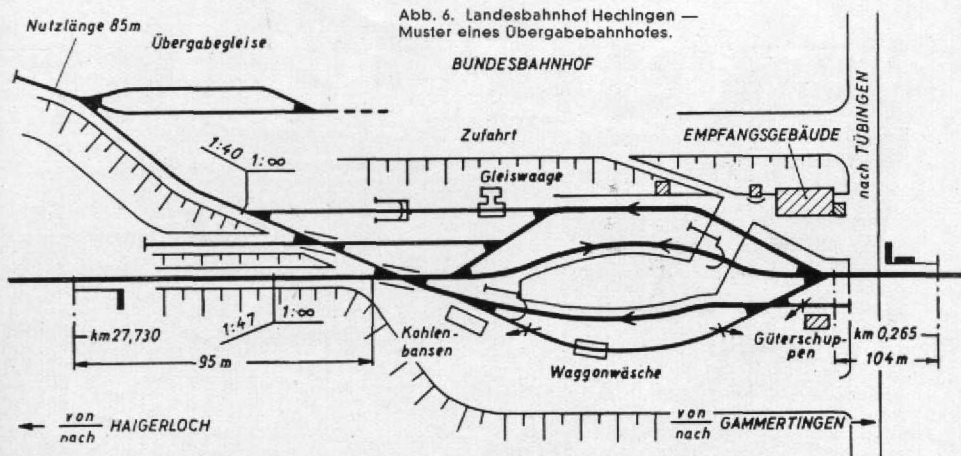 Abb. 6. Landesbahnhof Hechingen —
Muster eines Übergabebahnhofes.
Nutzlänge 85m
Übergabegleise
BUNDESBAHNHOF
nach TÜBINGEN
Zufahrt
EMPFANGSGEBÄUDE
1:40 1:∞
Gleiswaage
km 27,730
1:47 1:∞
95 m
Kohlen-
bansen
Waggonwäsche
Güterschup-
pen
km 0,265
104 m
von
nach HAIGERLOCH
von
nach GAMMERTINGEN